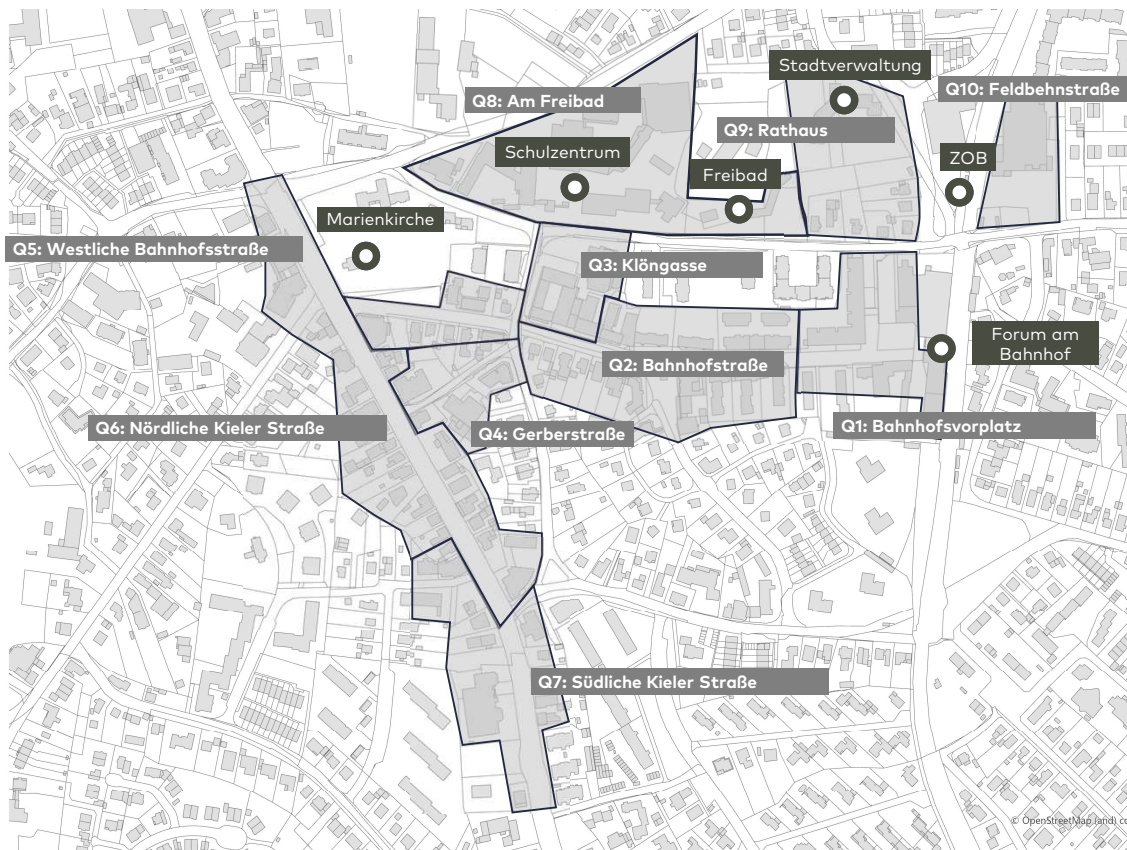 Stadtverwaltung
Q10: Feldbehnstraße
Q8: Am Freibad
Q9: Rathaus
Schulzentrum
ZOB
Freibad
Marienkirche
Q5: Westliche Bahnhofsstraße
Q3: Klöngasse
Forum am
Bahnhof
Q2: Bahnhofstraße
Q6: Nördliche Kieler Straße
Q4: Gerberstraße
Q1: Bahnhofsvorplatz
Q7: Südliche Kieler Straße
© OpenStreetMap (and) co